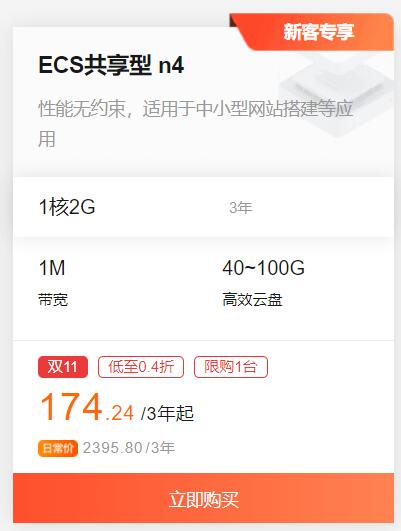 新客专享
ECS共享型 n4
性能无约束，适用于中小型网站搭建等应
用
1核2G 3年
1M 40~100G
带宽 高效云盘
双11 低至0.4折 限购1台
174.24 /3年起
日常价 2395.80/3年
立即购买